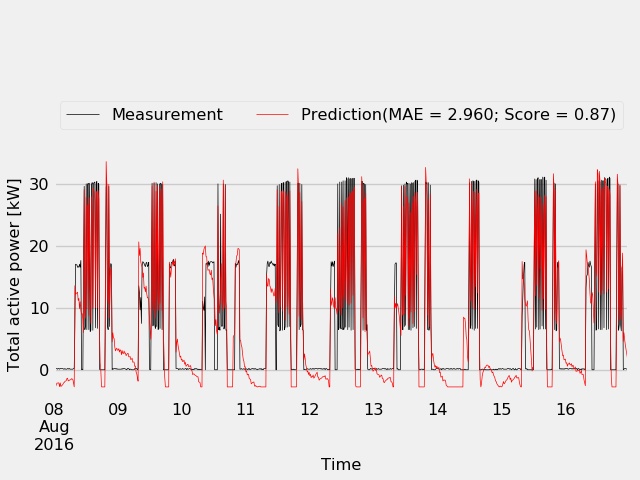 Measurement
Prediction(MAE = 2.960; Score = 0.87)
Total active power [kW]
30
20
10
0
08 09 10 11 12 13 14 15 16
Aug
2016
Time